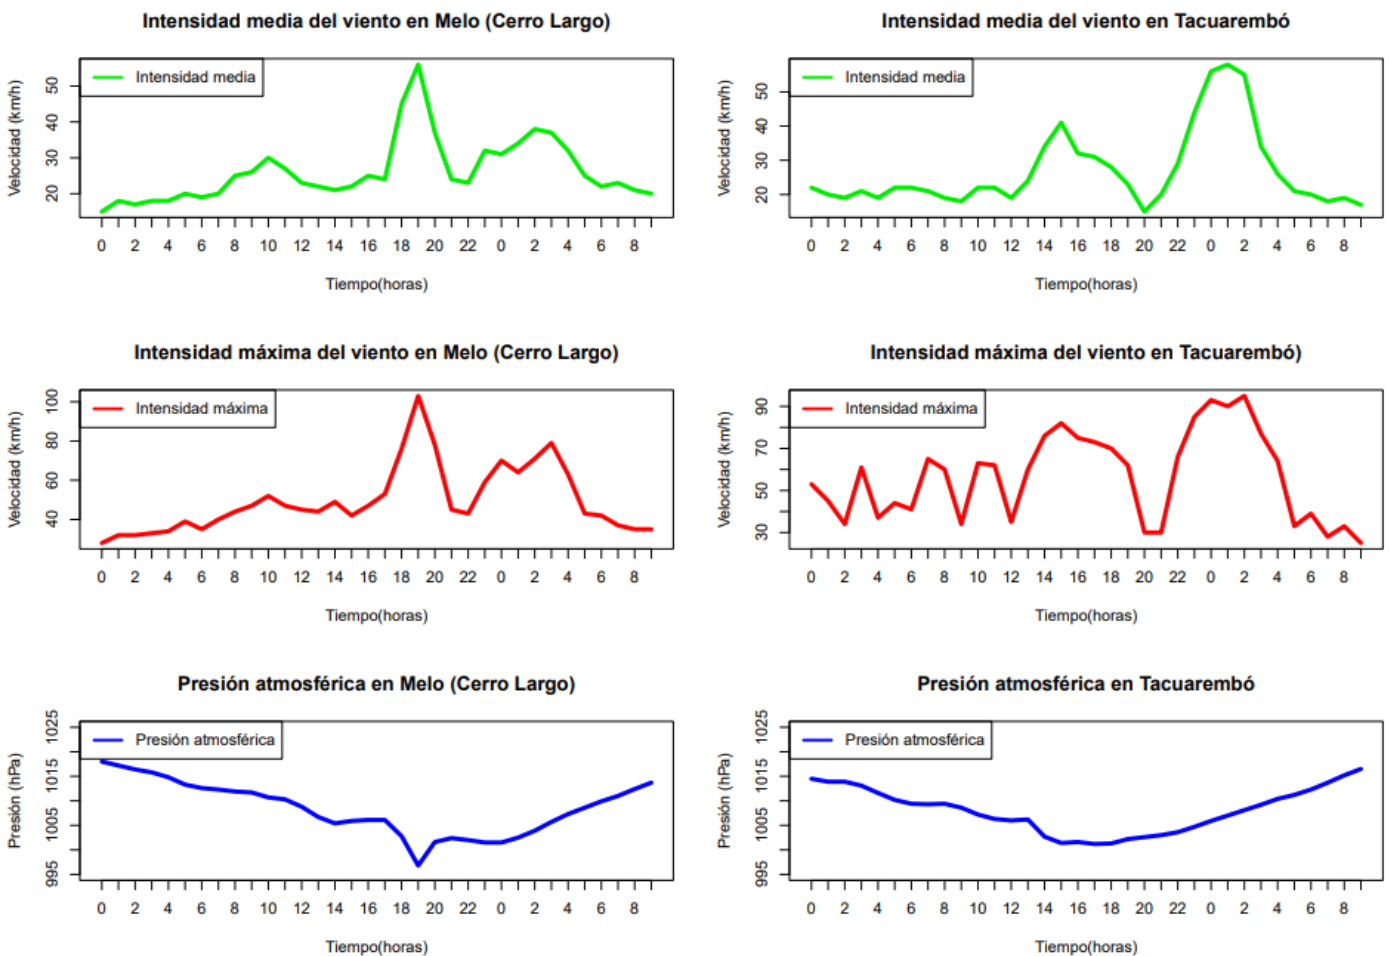 Intensidad media del viento en Melo (Cerro Largo)
Intensidad media
Velocidad (km/h)
20 30 40 50
0 2 4 6 8 10 12 14 16 18 20 22 0 2 4 6 8
Tiempo(horas)
Intensidad media del viento en Tacuarembó
Intensidad media
Velocidad (km/h)
20 30 40 50
0 2 4 6 8 10 12 14 16 18 20 22 0 2 4 6 8
Tiempo(horas)
Intensidad máxima del viento en Melo (Cerro Largo)
Intensidad máxima
Velocidad (km/h)
40 60 80 100
0 2 4 6 8 10 12 14 16 18 20 22 0 2 4 6 8
Tiempo(horas)
Intensidad máxima del viento en Tacuarembó)
Intensidad máxima
Velocidad (km/h)
30 50 70 90
0 2 4 6 8 10 12 14 16 18 20 22 0 2 4 6 8
Tiempo(horas)
Presión atmosférica en Melo (Cerro Largo)
Presión atmosférica
Presión (hPa)
995 1005 1015 1025
0 2 4 6 8 10 12 14 16 18 20 22 0 2 4 6 8
Tiempo(horas)
Presión atmosférica en Tacuarembó
Presión atmosférica
Presión (hPa)
995 1005 1015 1025
0 2 4 6 8 10 12 14 16 18 20 22 0 2 4 6 8
Tiempo(horas)